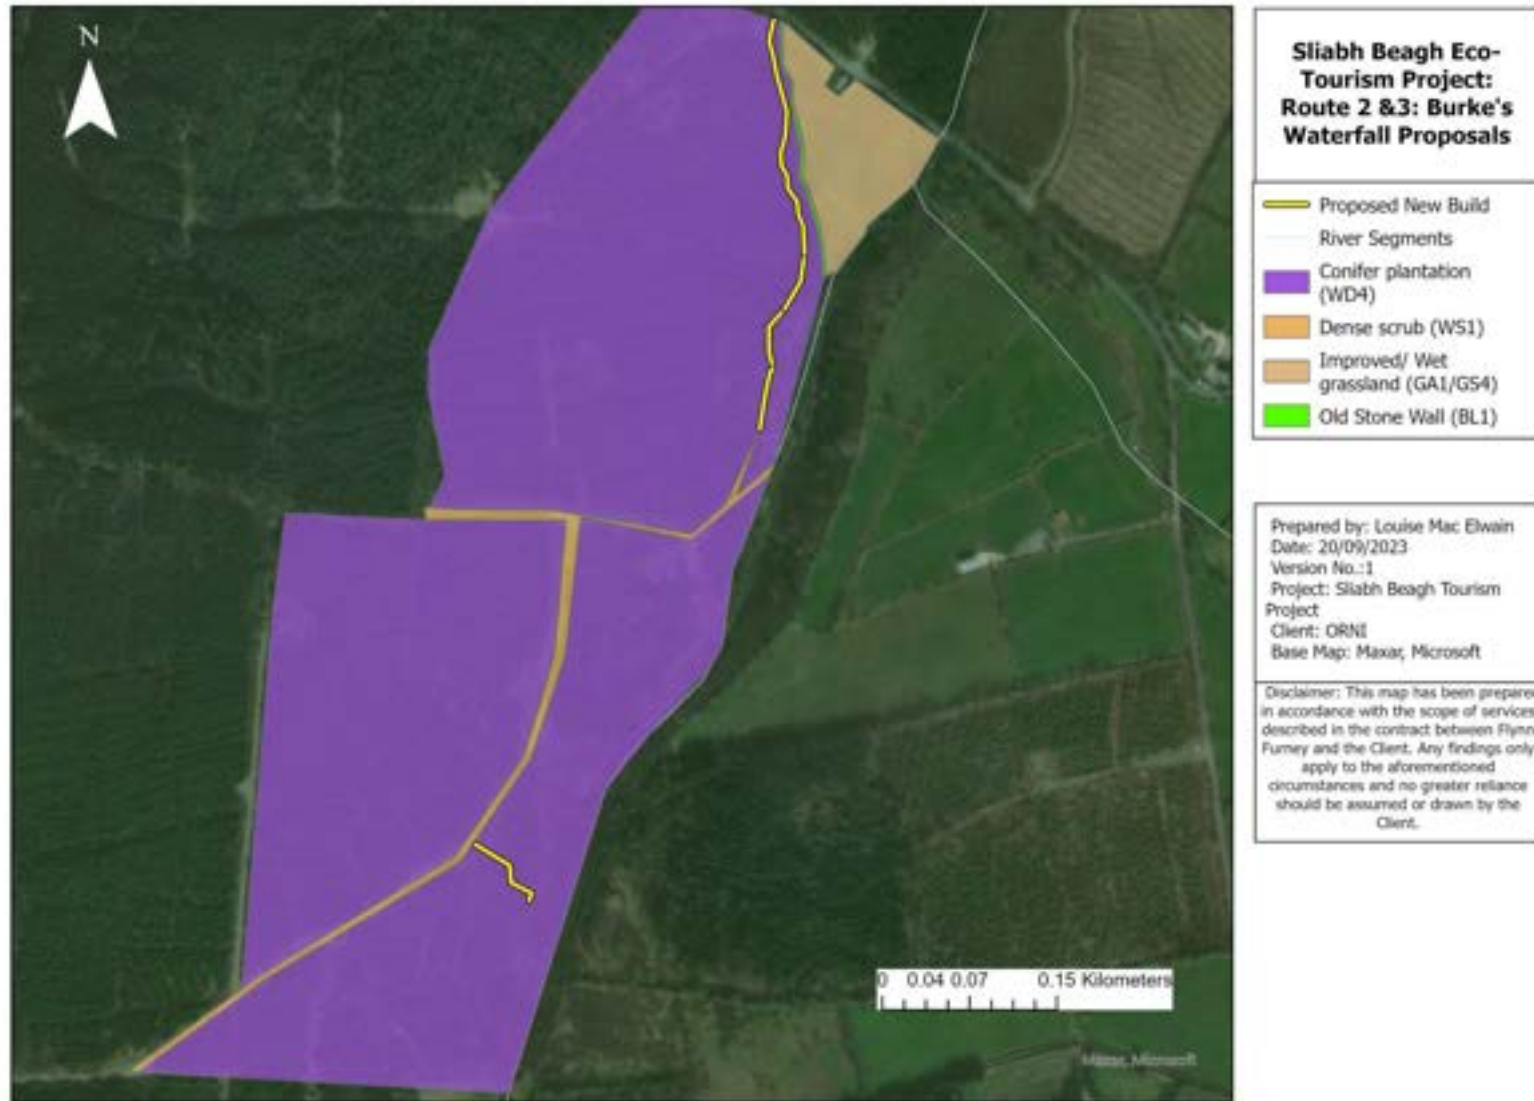 N
Sliabh Beagh Eco-
Tourism Project:
Route 2 &3: Burke's
Waterfall Proposals
Proposed New Build
River Segments
Conifer plantation
(WD4)
Dense scrub (WS1)
Improved/ Wet
grassland (GA1/GS4)
Old Stone Wall (BL1)
Prepared by: Louise Mac Elwain
Date: 20/09/2023
Version No.:1
Project: Sliabh Beagh Tourism
Project
Client: ORNI
Base Map: Maxar, Microsoft
Disclaimer: This map has been prepared
in accordance with the scope of services
described in the contract between Flynn
Furney and the Client. Any findings only
apply to the aforementioned
circumstances and no greater reliance
should be assumed or drawn by the
Client.
0 0.04 0.07 0.15 Kilometers
Maxar, Microsoft